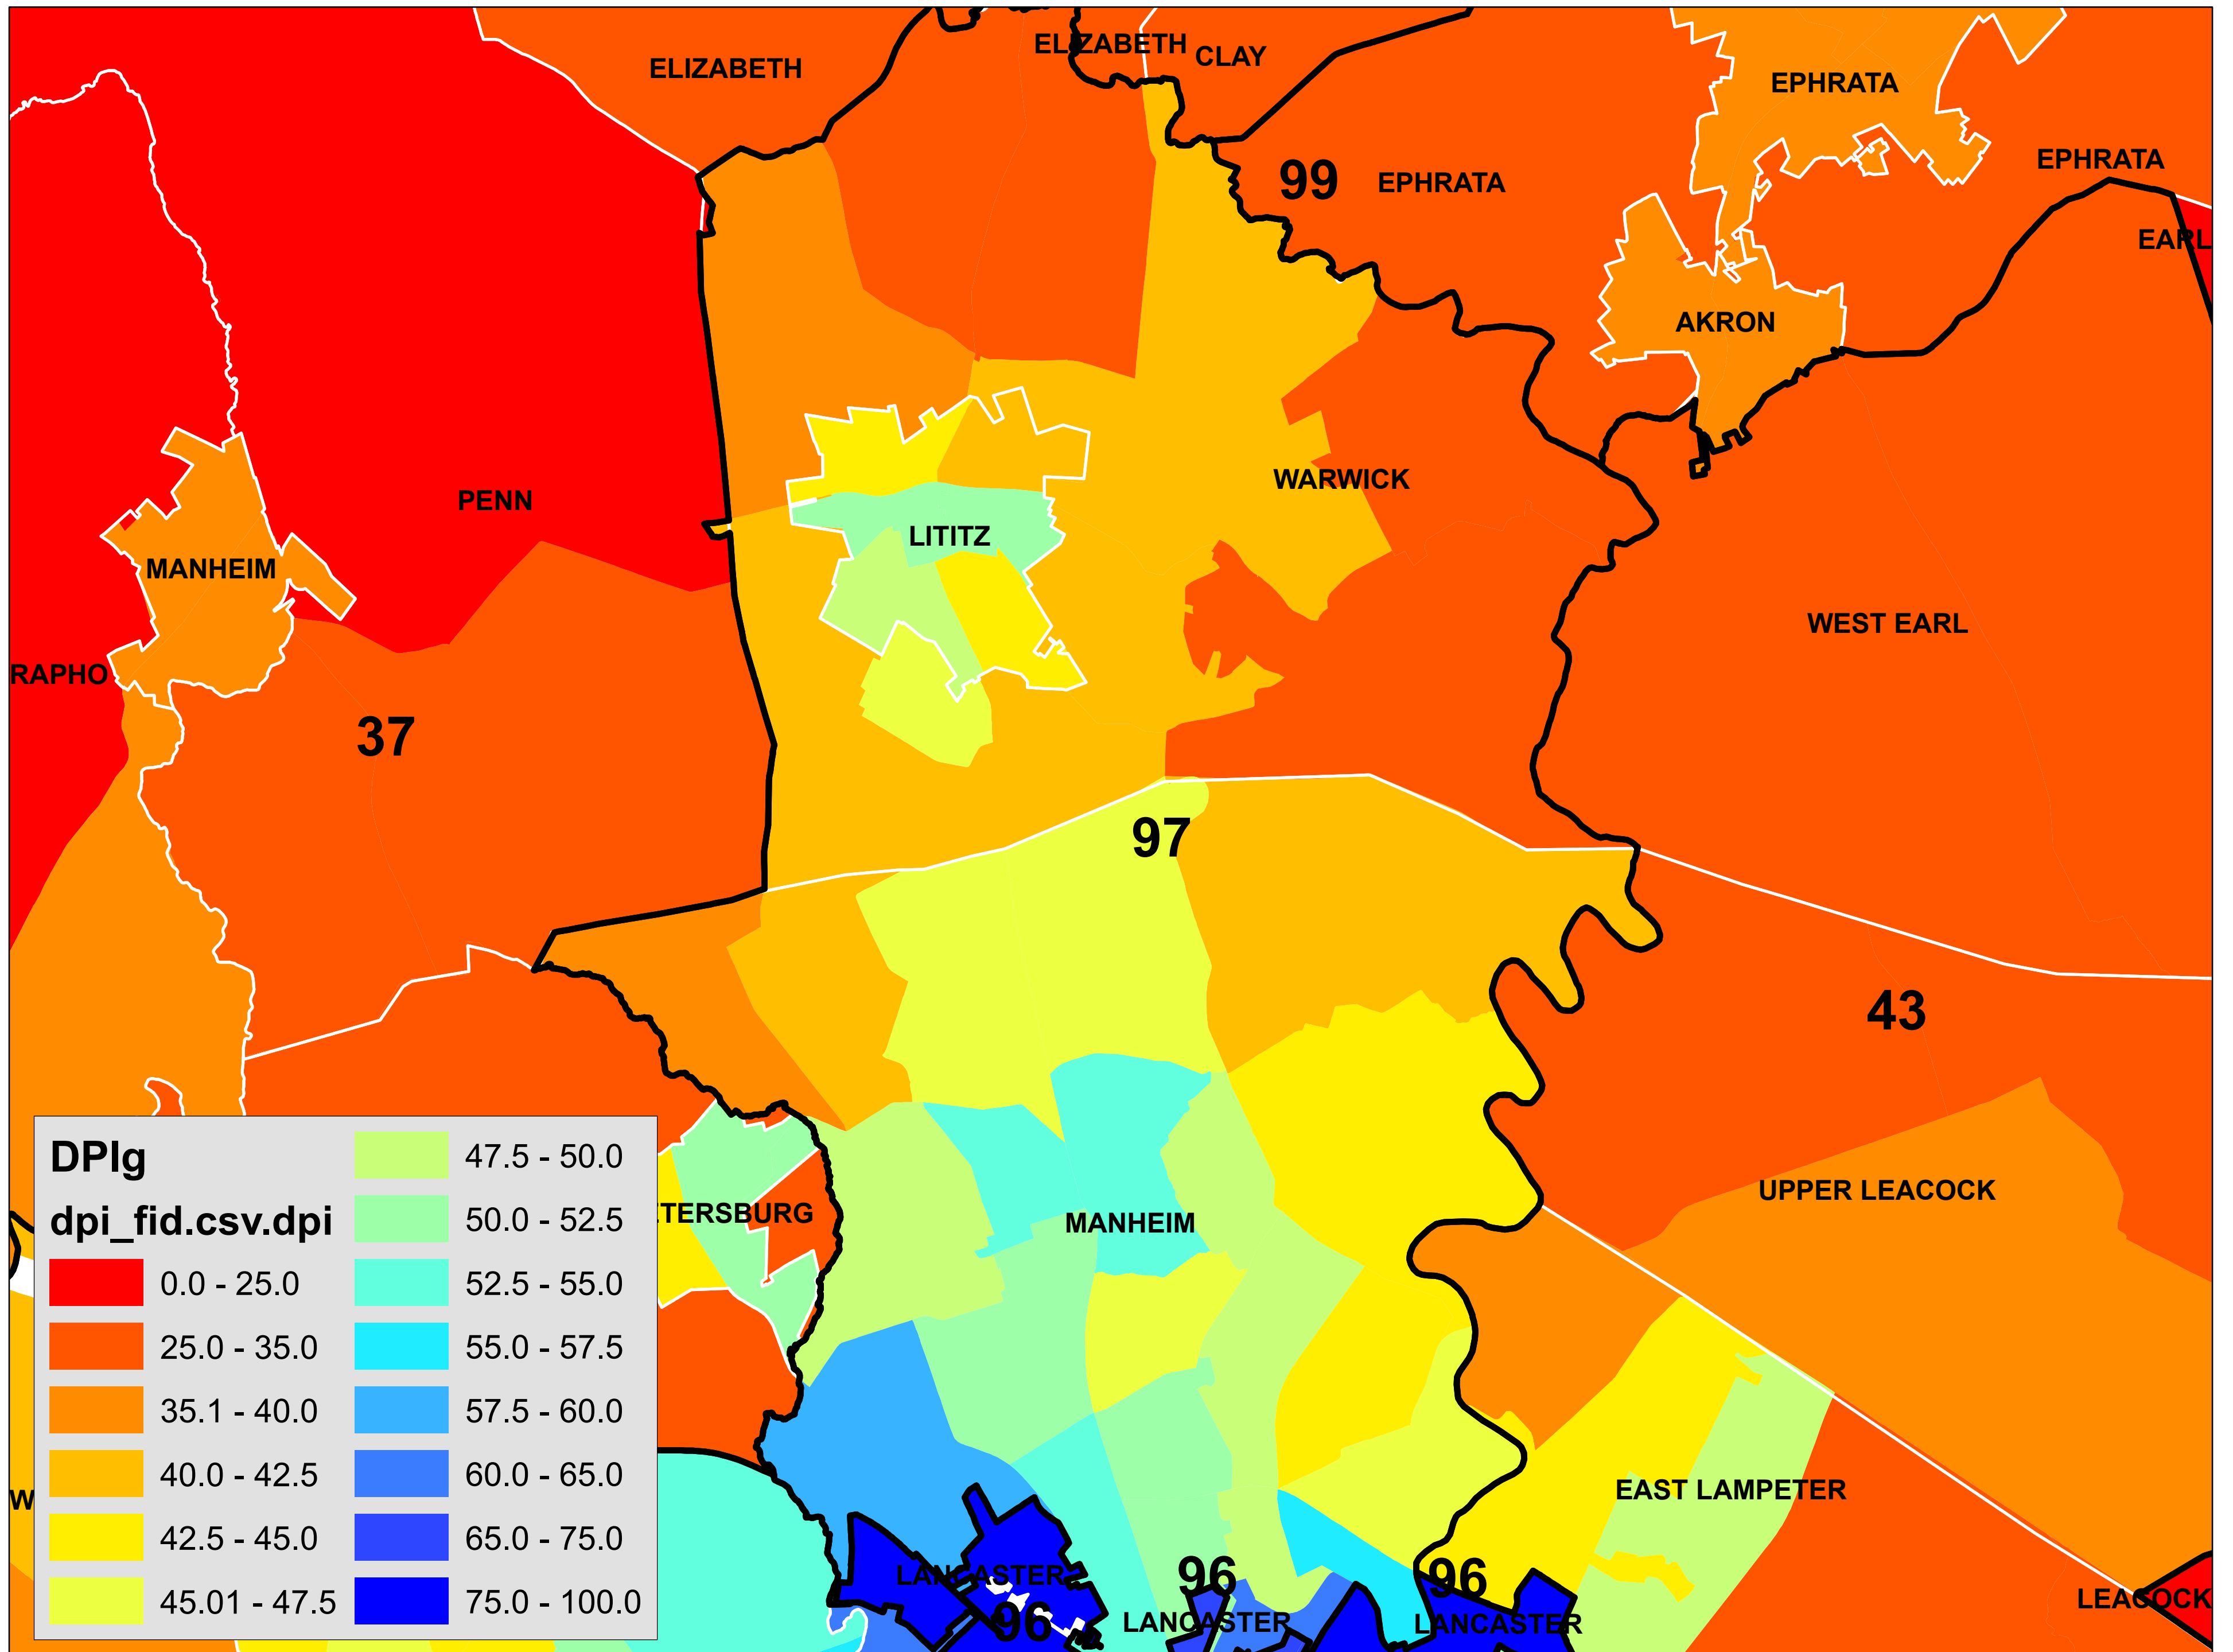 ELIZABETH
CLAY
ELIZABETH
EPHRATA
EPHRATA
99
EPHRATA
EARL
AKRON
WARWICK
PENN
LITITZ
MANHEIM
WEST EARL
RAPHO
37
97
43
UPPER LEACOCK
TERSBURG
MANHEIM
EAST LAMPETER
W
LANCASTER
96
96
LEACOCK
96
LANCASTER
LANCASTER
DPIg
dpi_fid.csv.dpi
0.0 - 25.0
25.0 - 35.0
35.1 - 40.0
40.0 - 42.5
42.5 - 45.0
45.01 - 47.5
47.5 - 50.0
50.0 - 52.5
52.5 - 55.0
55.0 - 57.5
57.5 - 60.0
60.0 - 65.0
65.0 - 75.0
75.0 - 100.0